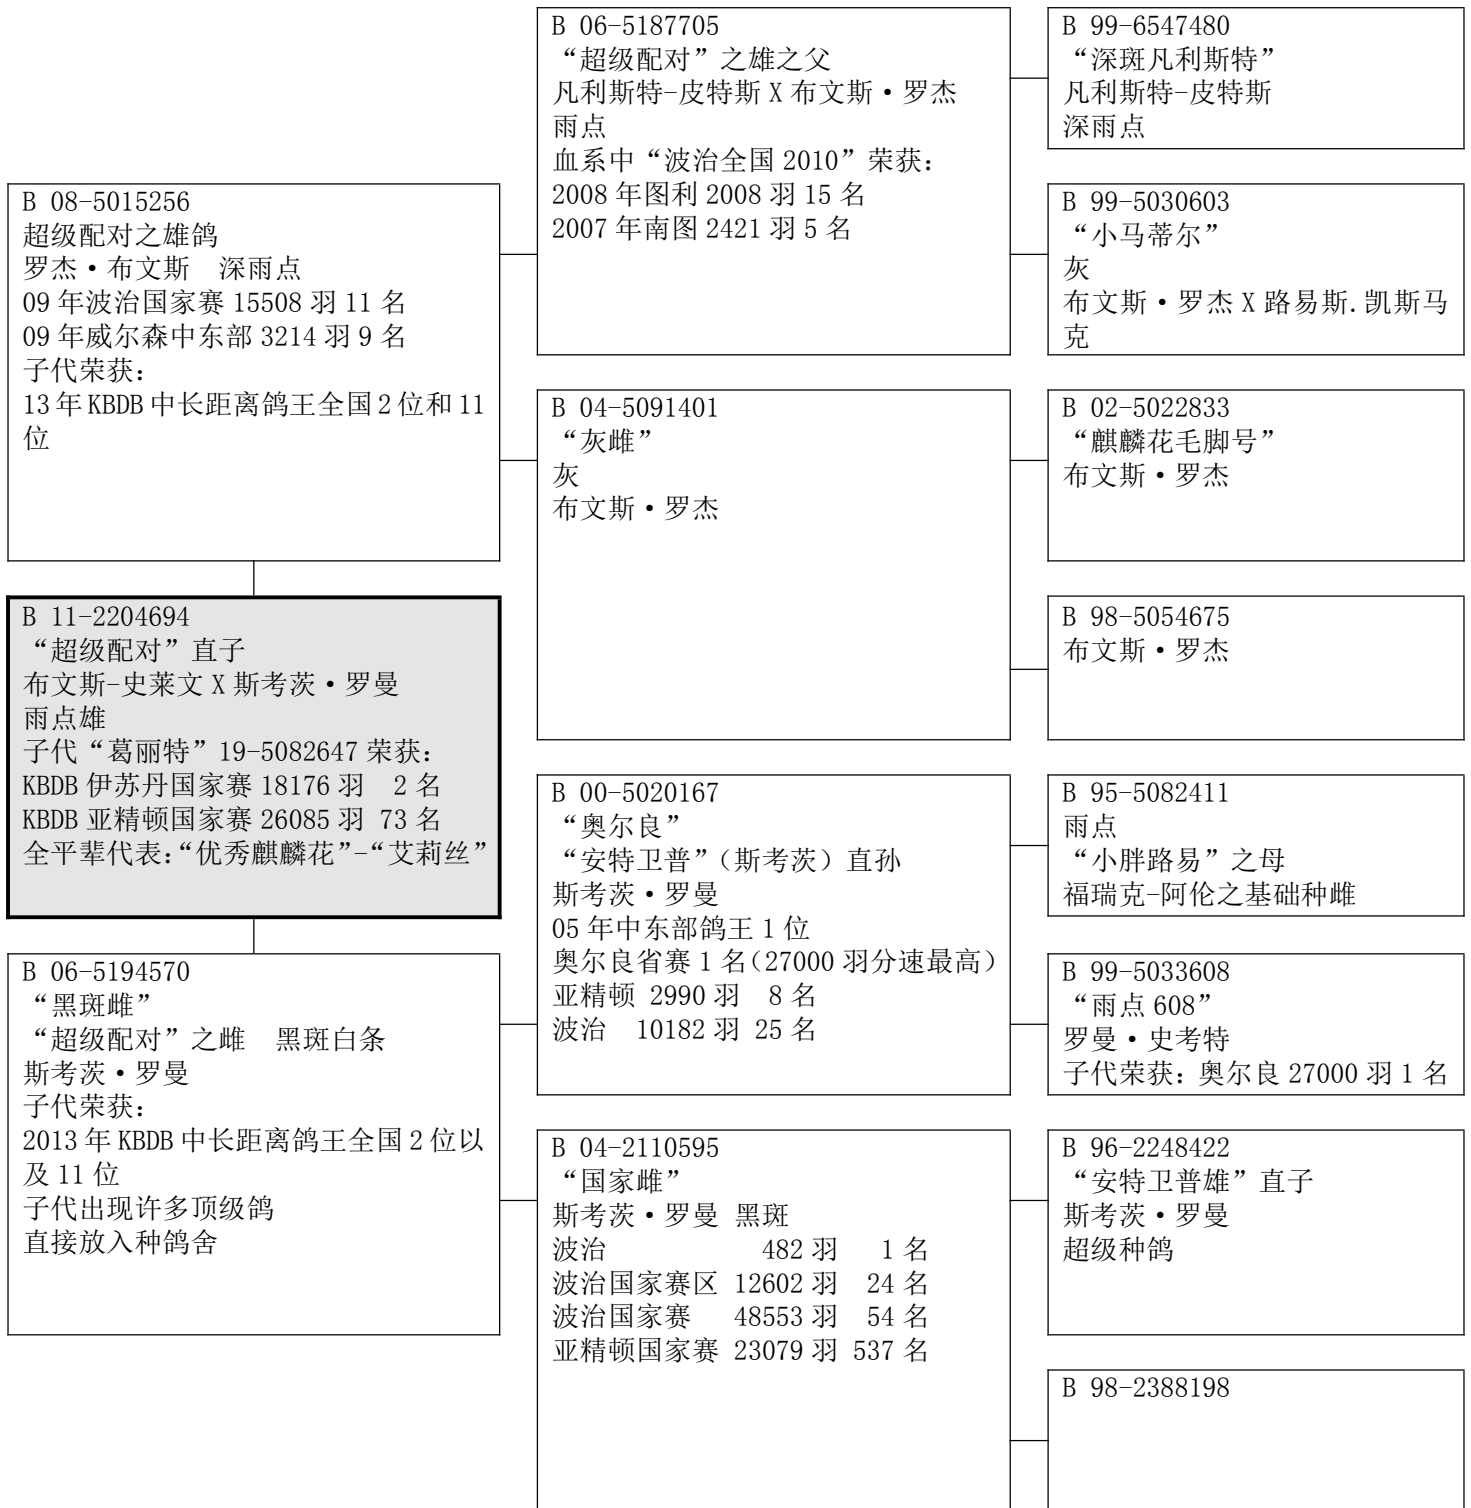 B 08-5015256
超级配对之雄鸽
罗杰·布文斯　深雨点
09 年波治国家赛 15508 羽 11 名
09 年威尔森中东部 3214 羽 9 名
子代荣获：
13 年 KBDB 中长距离鸽王全国 2 位和 11
位
B 11-2204694
“超级配对”直子
布文斯-史莱文 X 斯考茨·罗曼
雨点雄
子代“葛丽特”19-5082647 荣获：
KBDB 伊苏丹国家赛 18176 羽　2 名
KBDB 亚精顿国家赛 26085 羽 73 名
全平辈代表：“优秀麒麟花”-“艾莉丝”
B 06-5194570
“黑斑雌”
“超级配对”之雌　黑斑白条
斯考茨·罗曼
子代荣获：
2013 年 KBDB 中长距离鸽王全国 2 位以
及 11 位
子代出现许多顶级鸽
直接放入种鸽舍
B 06-5187705
“超级配对”之雄之父
凡利斯特-皮特斯 X 布文斯·罗杰
雨点
血系中“波治全国 2010”荣获：
2008 年图利 2008 羽 15 名
2007 年南图 2421 羽 5 名
B 04-5091401
“灰雌”
灰
布文斯·罗杰
B 00-5020167
“奥尔良”
“安特卫普”（斯考茨）直孙
斯考茨·罗曼
05 年中东部鸽王 1 位
奥尔良省赛 1 名（27000 羽分速最高）
亚精顿 2990 羽　8 名
波治　10182 羽 25 名
B 04-2110595
“国家雌”
斯考茨·罗曼 黑斑
波治　482 羽　1 名
波治国家赛区 12602 羽　24 名
波治国家赛　48553 羽　54 名
亚精顿国家赛 23079 羽 537 名
B 99-6547480
“深斑凡利斯特”
凡利斯特-皮特斯
深雨点
B 99-5030603
“小马蒂尔”
灰
布文斯·罗杰 X 路易斯.凯斯马
克
B 02-5022833
“麒麟花毛脚号”
布文斯·罗杰
B 98-5054675
布文斯·罗杰
B 95-5082411
雨点
“小胖路易”之母
福瑞克-阿伦之基础种雌
B 99-5033608
“雨点 608”
罗曼·史考特
子代荣获：奥尔良 27000 羽 1 名
B 96-2248422
“安特卫普雄”直子
斯考茨·罗曼
超级种鸽
B 98-2388198